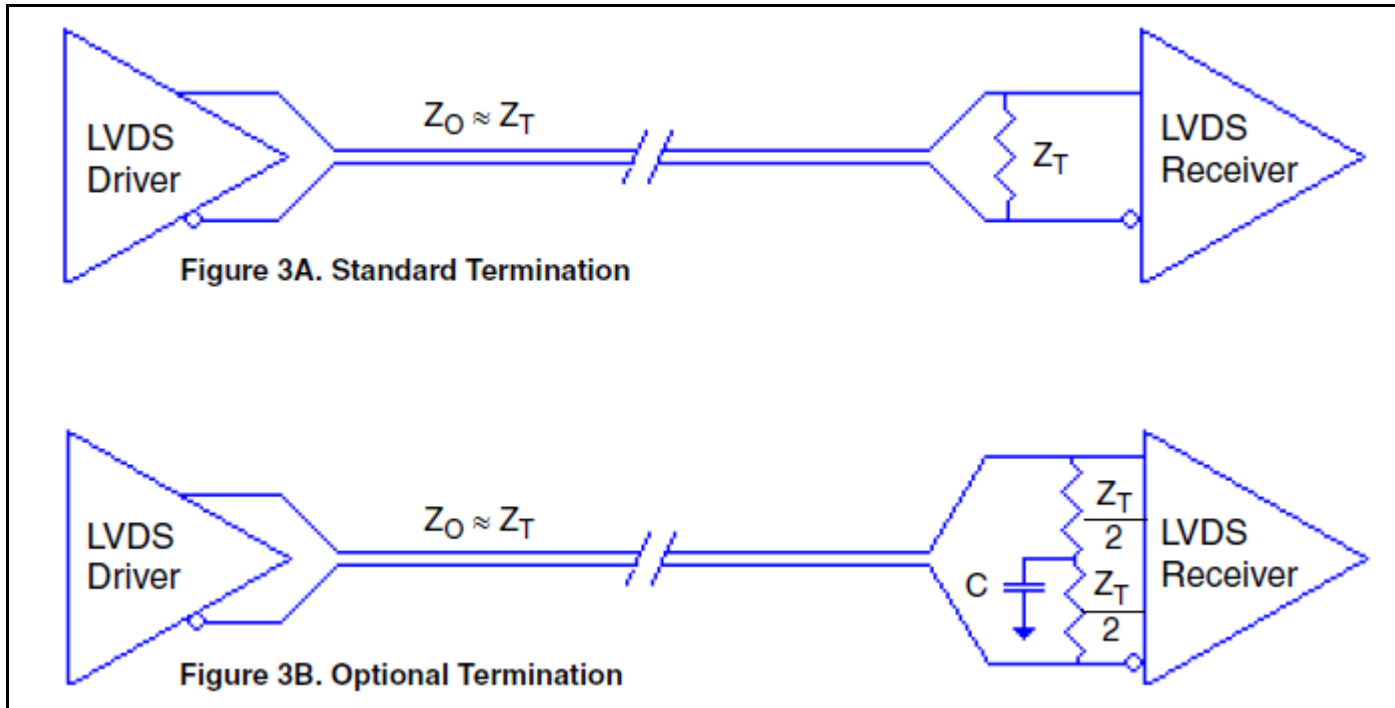 LVDS
Driver
Z_O ≈ Z_T
Z_T
LVDS
Receiver
Figure 3A. Standard Termination
LVDS
Driver
Z_O ≈ Z_T
C
Z_T
2
Z_T
2
LVDS
Receiver
Figure 3B. Optional Termination